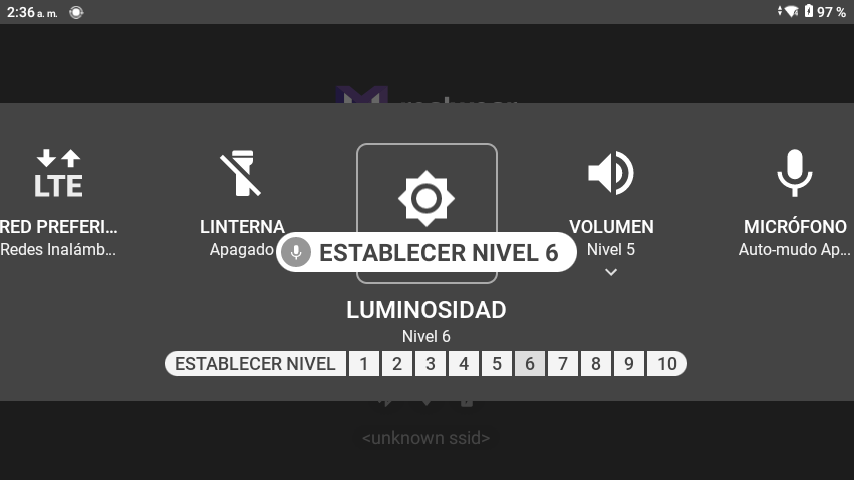 2:36 a. m.
97 %
LTE
RED PREFERI...
Redes Inalámb...
LINTERNA
Apagado
ESTABLECER NIVEL 6
VOLUMEN
Nivel 5
MICRÓFONO
Auto-mudo Ap...
LUMINOSIDAD
Nivel 6
ESTABLECER NIVEL 1 2 3 4 5 6 7 8 9 10
<unknown ssid>